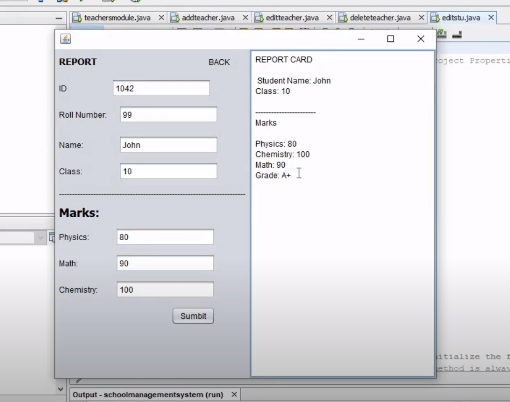 teachersmodule.java
addteacher.java
editteacher.java
deleteteacher.java
editstu.java
REPORT
BACK
ID
1042
Roll Number:
99
Name:
John
Class:
10
Marks:
Physics:
80
Math:
90
Chemistry:
100
Sumbit
REPORT CARD
Student Name: John
Class: 10
------------------------
Marks
Physics: 80
Chemistry: 100
Math: 90
Grade: A+
oject Properti
itialize the f
ethod is alway
Output - schoolmanagementsystem (run)